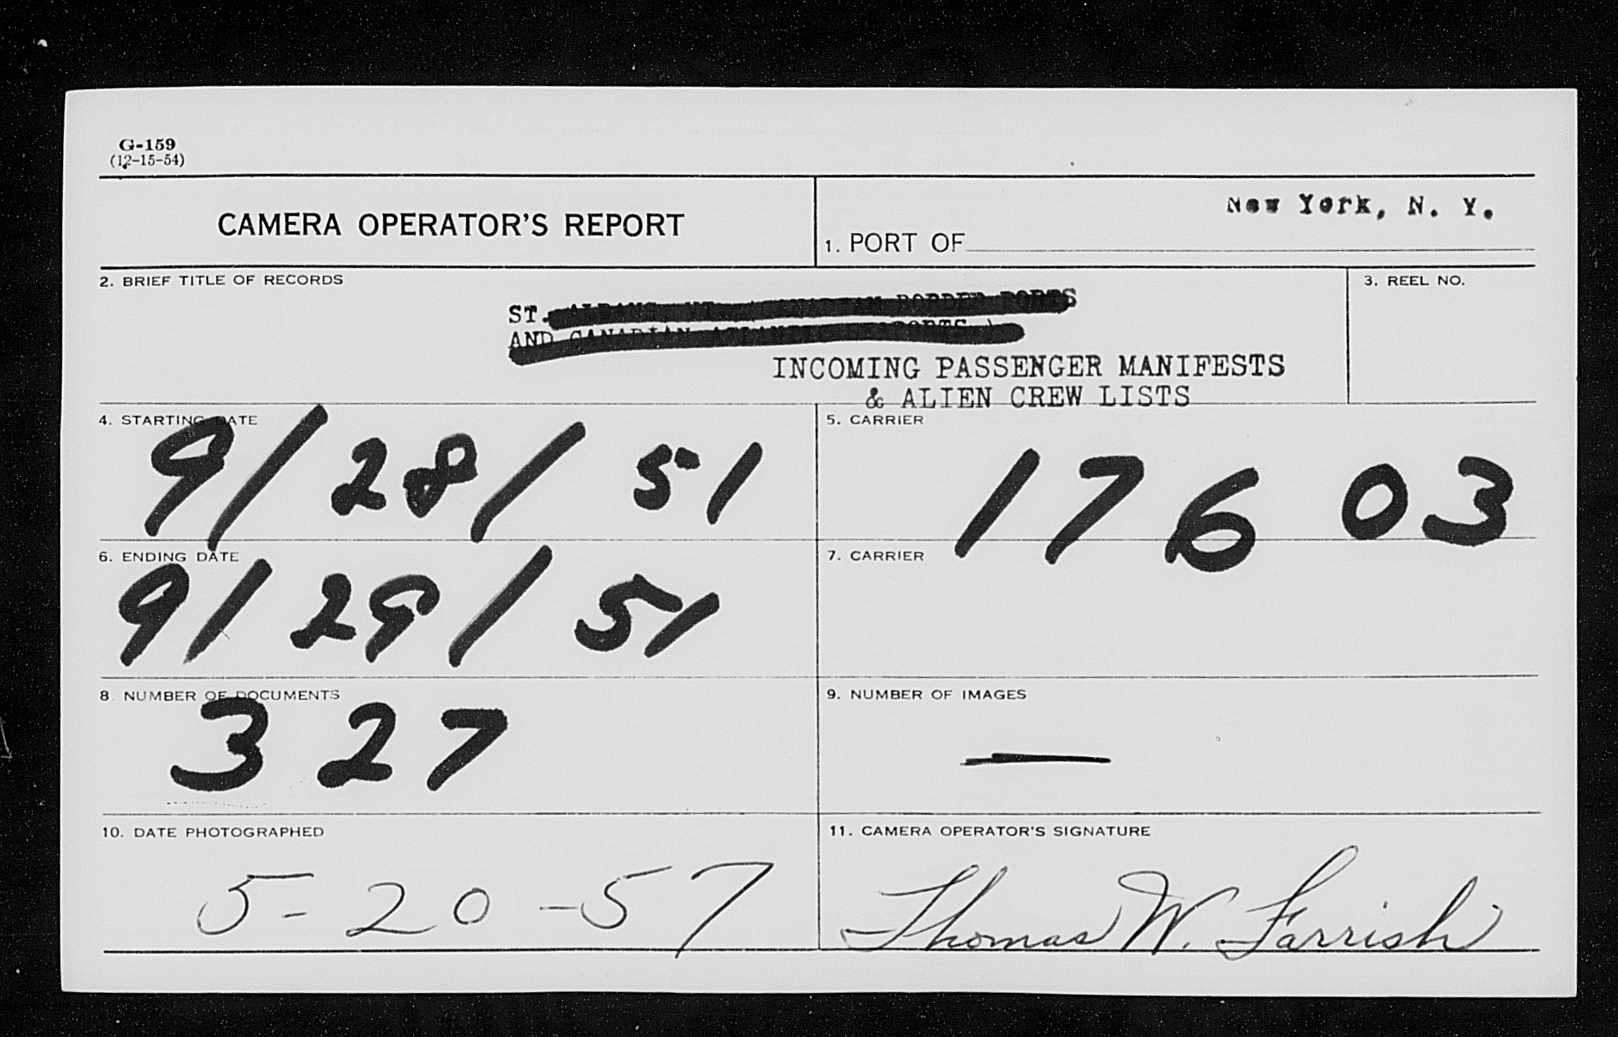 G-159
(12-15-54)
CAMERA OPERATOR'S REPORT
New York, N. Y.
1. PORT OF
2. BRIEF TITLE OF RECORDS
3. REEL NO.
ST.
AND CANADIAN
INCOMING PASSENGER MANIFESTS
& ALIEN CREW LISTS
4. STARTING DATE
9/28/51
5. CARRIER
17603
6. ENDING DATE
9/29/51
7. CARRIER
8. NUMBER OF DOCUMENTS
327
9. NUMBER OF IMAGES
—
10. DATE PHOTOGRAPHED
5-20-57
11. CAMERA OPERATOR'S SIGNATURE
Thomas W. Farrish